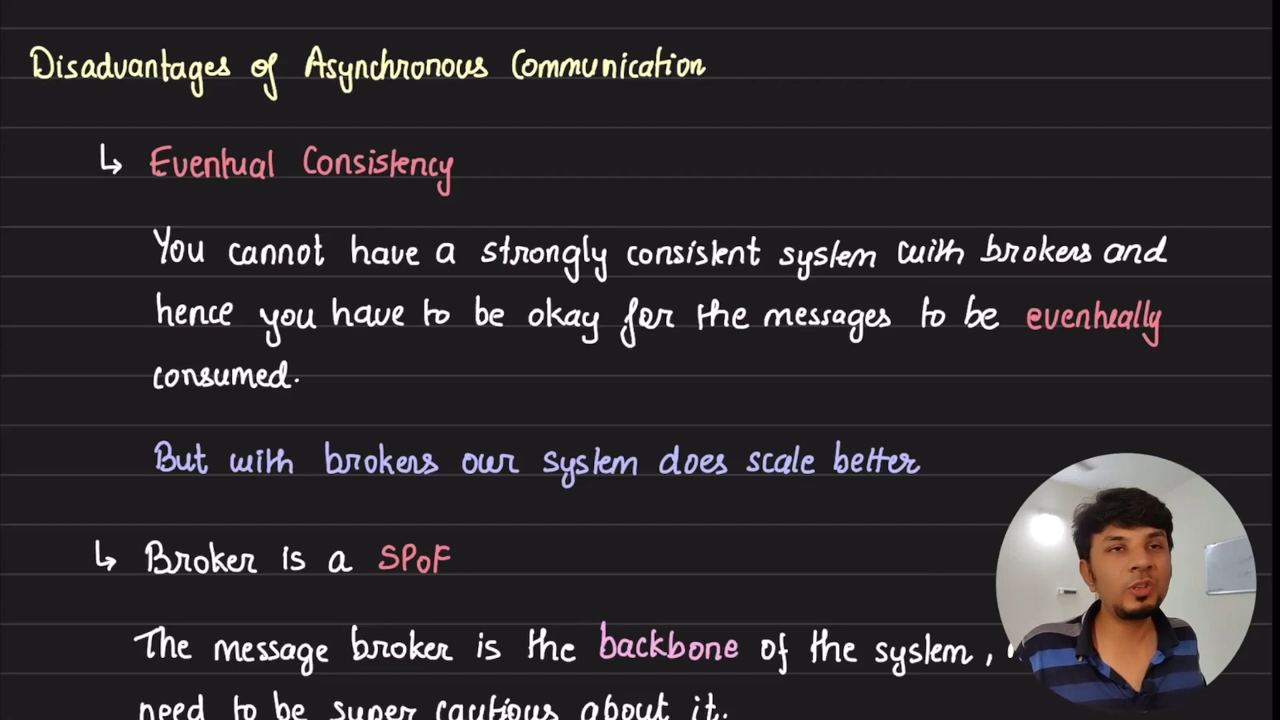 Disadvantages of Asynchronous Communication
↳ Eventual Consistency
You cannot have a strongly consistent system with brokers and
hence you have to be okay for the messages to be eventually
consumed.
But with brokers our system does scale better
↳ Broker is a SPoF
The message broker is the backbone of the system,
need to be super cautious about it.